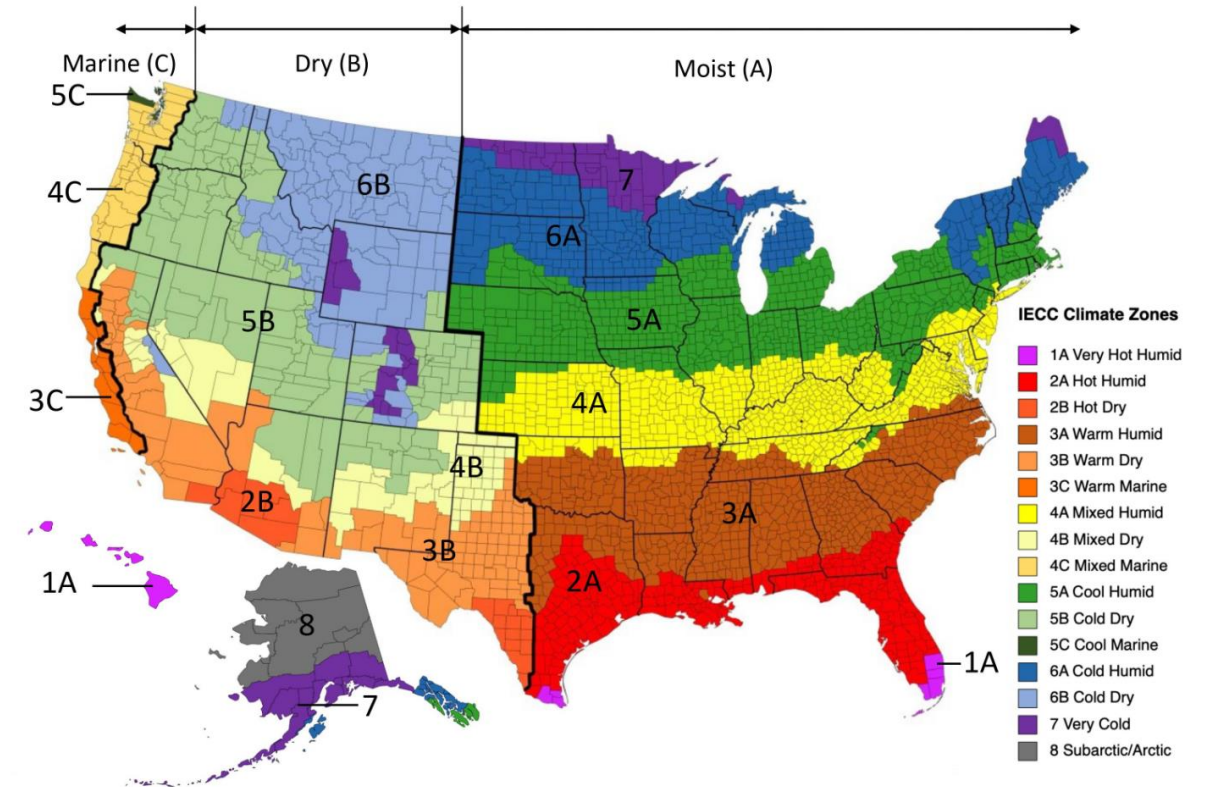 Marine (C)
Dry (B)
Moist (A)
5C
4C
6B
7
6A
5B
5A
3C
4A
4B
2B
3A
3B
1A
2A
8
1A
7
IECC Climate Zones
1A Very Hot Humid
2A Hot Humid
2B Hot Dry
3A Warm Humid
3B Warm Dry
3C Warm Marine
4A Mixed Humid
4B Mixed Dry
4C Mixed Marine
5A Cool Humid
5B Cold Dry
5C Cool Marine
6A Cold Humid
6B Cold Dry
7 Very Cold
8 Subarctic/Arctic